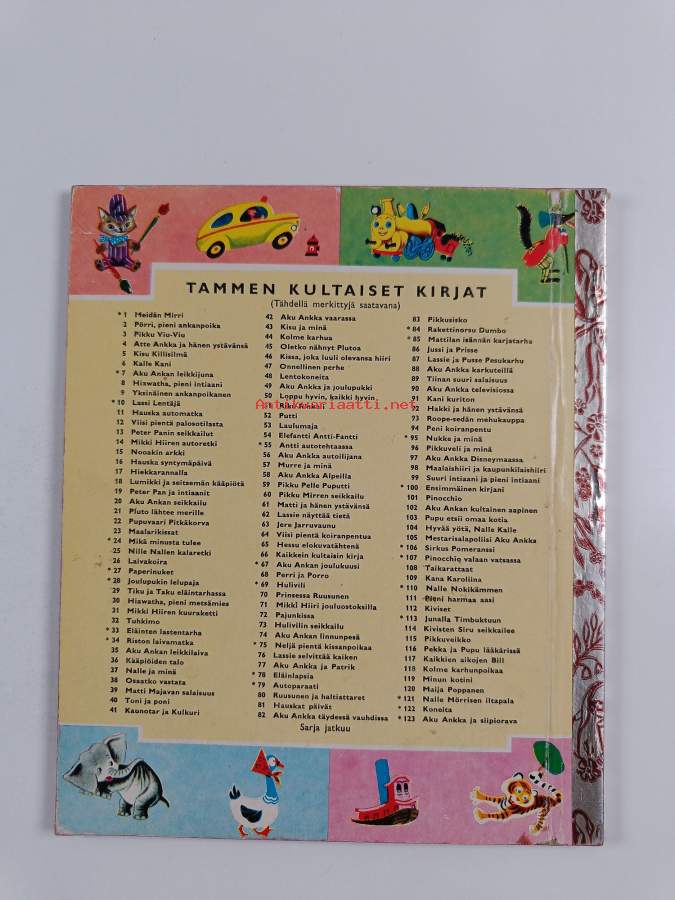 TAMMEN KULTAISET KIRJAT
(Tähdellä merkittyjä saatavana)
* 1 Meidän Mirri
2 Pörri, pieni ankanpoika
3 Pikku Viu-Viu
4 Atte Ankka ja hänen ystävänsä
5 Kisu Killisilmä
6 Kalle Kani
* 7 Aku Ankan leikkijuna
8 Hiawatha, pieni intiaani
9 Yksinäinen ankanpoikanen
* 10 Lassi Lentäjä
11 Hauska automatka
12 Viisi pientä palosotilasta
13 Peter Panin seikkailut
14 Mikki Hiiren autoretki
15 Nooakin arkki
16 Hauska syntymäpäivä
17 Hiekkarannalla
18 Lumikki ja seitsemän kääpiötä
19 Peter Pan ja intiaanit
20 Aku Ankan seikkailu
21 Pluto lähtee merille
22 Pupuvaari Pitkäkorva
23 Maalarikissat
* 24 Mikä minusta tulee
25 Nille Nallen kalaretki
26 Laivakoira
* 27 Paperinuket
* 28 Joulupukin lelupaja
29 Tiku ja Taku eläintarhassa
30 Hiawatha, pieni metsämies
31 Mikki Hiiren kuuraketti
32 Tuhkimo
* 33 Eläinten lastentarha
* 34 Riston laivamatka
35 Aku Ankan leikkilaiva
36 Kääpiöiden talo
37 Nalle ja minä
38 Osaatko vastata
39 Matti Majavan salaisuus
40 Toni ja poni
41 Kaunotar ja Kulkuri
42 Aku Ankka vaarassa
43 Kisu ja minä
44 Kolme karhua
45 Oletko nähnyt Plutoa
46 Kissa, joka luuli olevansa hiiri
47 Onnellinen perhe
48 Lentokoneita
49 Aku Ankka ja joulupukki
50 Loppu hyvin, kaikki hyvin
52 Putti
53 Laulumaja
54 Elefantti Antti-Fantti
* 55 Antti autotehtaassa
56 Aku Ankka autoilijana
57 Murre ja minä
58 Aku Ankka Alpeilla
59 Pikku Pelle Puputti
60 Pikku Mirren seikkailu
61 Matti ja hänen ystävänsä
62 Lassie näyttää tietä
63 Jere Jarruvaunu
64 Viisi pientä koiranpentua
65 Hessu elokuvatähtenä
66 Kaikkein kultaisin kirja
* 67 Aku Ankan joulukuusi
68 Perri ja Porro
* 69 Hulivili
70 Prinsessa Ruusunen
71 Mikki Hiiri jouluostoksilla
72 Pajunkissa
73 Hulivilin seikkailu
74 Aku Ankan linnunpesä
* 75 Neljä pientä kissanpoikaa
76 Lassie selvittää kaiken
77 Aku Ankka ja Patrik
* 78 Eläinlapsia
* 79 Autoparaati
80 Ruusunen ja haltiattaret
81 Hauskat päivät
82 Aku Ankka täydessä vauhdissa
83 Pikkusisko
* 84 Rakettinorsu Dumbo
* 85 Mattilan isännän karjatarha
86 Jussi ja Prisse
87 Lassie ja Pusse Pesukarhu
88 Aku Ankka karkuteillä
89 Tiinan suuri salaisuus
90 Aku Ankka televisiossa
91 Kani kuriton
92 Hakki ja hänen ystävänsä
93 Roope-sedän mehukauppa
94 Peni koiranpentu
* 95 Nukke ja minä
96 Pikkuveli ja minä
97 Aku Ankka Disneymaassa
98 Maalaishiiri ja kaupunkilaishiiri
99 Suuri intiaani ja pieni intiaani
* 100 Ensimmäinen kirjani
101 Pinocchio
102 Aku Ankan kultainen aapinen
103 Pupu etsii omaa kotia
104 Hyvää yötä, Nalle Kalle
105 Mestarisalapoliisi Aku Ankka
* 106 Sirkus Pomeranssi
* 107 Pinocchio valaan vatsassa
108 Taikarattaat
109 Kana Karoliina
* 110 Nalle Nokikämmen
111 Pieni harmaa aasi
112 Kiviset
* 113 Junalla Timbuktuun
114 Kivisten Siru seikkailee
115 Pikkuveikko
116 Pekka ja Pupu lääkärissä
117 Kaikkien aikojen Bill
118 Kolme karhunpoikaa
119 Minun kotini
120 Maija Poppanen
* 121 Nalle Mörrisen iltapala
* 122 Koneita
* 123 Aku Ankka ja siipiorava
Sarja jatkuu
Antikvariaatti.net